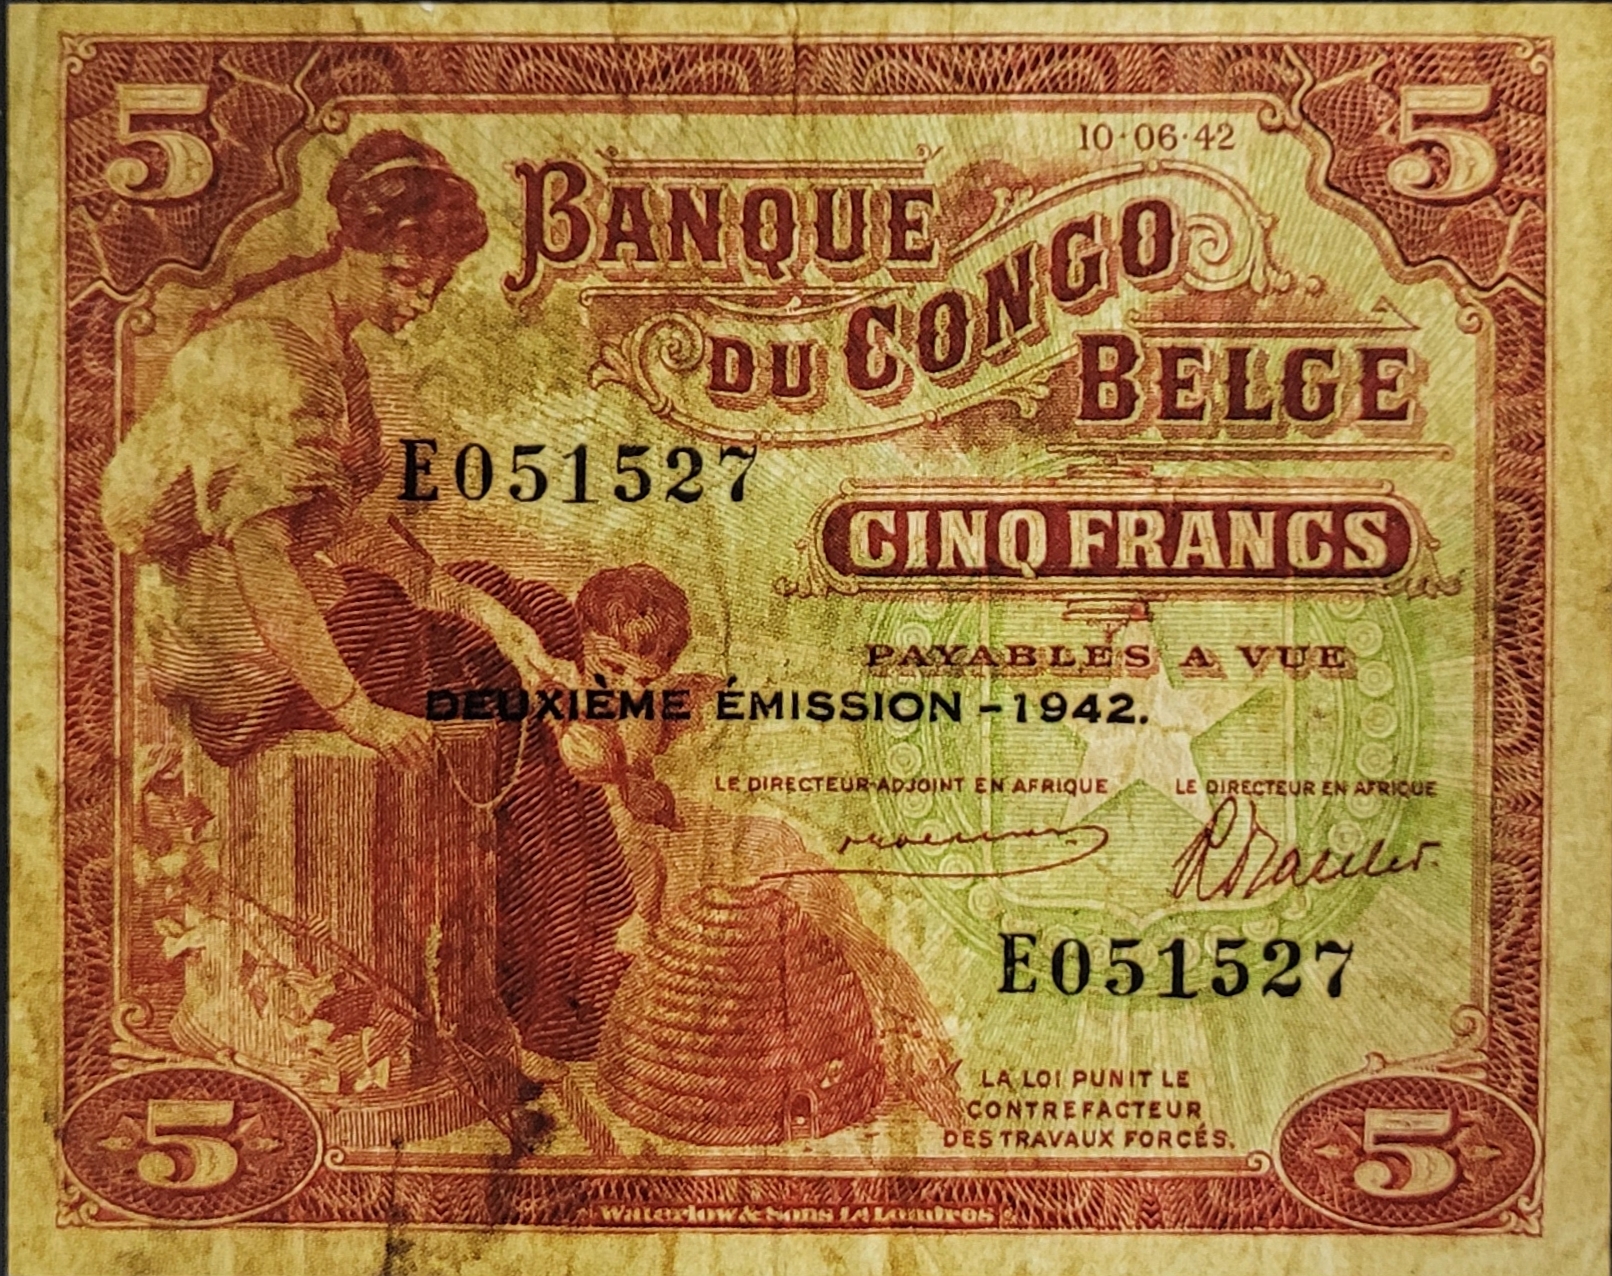 5
5
10·06·42
BANQUE
DU CONGO
BELGE
E051527
CINQ FRANCS
PAYABLES A VUE
DEUXIÈME ÉMISSION – 1942.
LE DIRECTEUR-ADJOINT EN AFRIQUE
LE DIRECTEUR EN AFRIQUE
E051527
LA LOI PUNIT LE
CONTREFACTEUR
DES TRAVAUX FORCÉS.
5
5
Waterlow & Sons Ld Londres